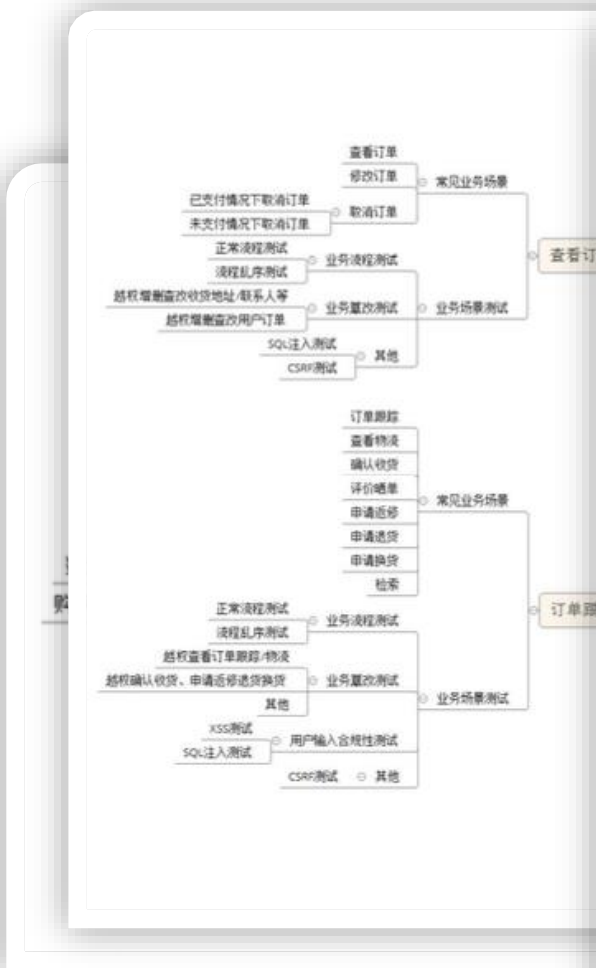 查看订单
修改订单
常见业务场景
已支付情况下取消订单
取消订单
未支付情况下取消订单
查看订
正常流程测试
业务流程测试
流程乱序测试
越权增删查改收货地址/联系人等
业务篡改测试
业务场景测试
越权增删查改用户订单
SQL注入测试
其他
CSRF测试
订单跟踪
查看物流
确认收货
评价晒单
常见业务场景
申请返修
申请退货
申请换货
检索
正常流程测试
订单跟
业务流程测试
流程乱序测试
越权查看订单跟踪/物流
越权确认收货、申请返修退货换货
业务篡改测试
业务场景测试
其他
XSS测试
用户输入合规性测试
SQL注入测试
CSRF测试
其他
购